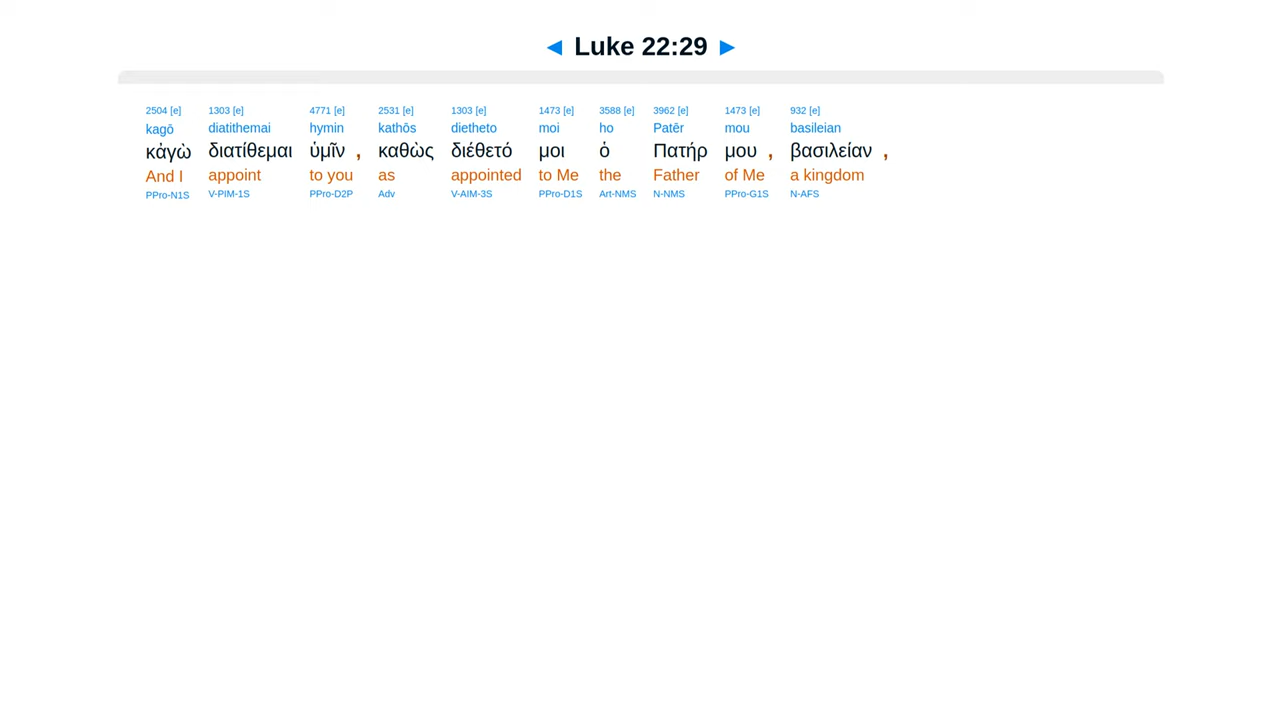 ◄ Luke 22:29 ►
2504 [e] 1303 [e] 4771 [e] 2531 [e] 1303 [e] 1473 [e] 3588 [e] 3962 [e] 1473 [e] 932 [e]
kagō diatithemai hymin kathōs dietheto moi ho Patēr mou basileian
κἀγὼ διατίθεμαι ὑμῖν , καθὼς διέθετό μοι ὁ Πατήρ μου , βασιλείαν ,
And I appoint to you as appointed to Me the Father of Me a kingdom
PPro-N1S V-PIM-1S PPro-D2P Adv V-AIM-3S PPro-D1S Art-NMS N-NMS PPro-G1S N-AFS